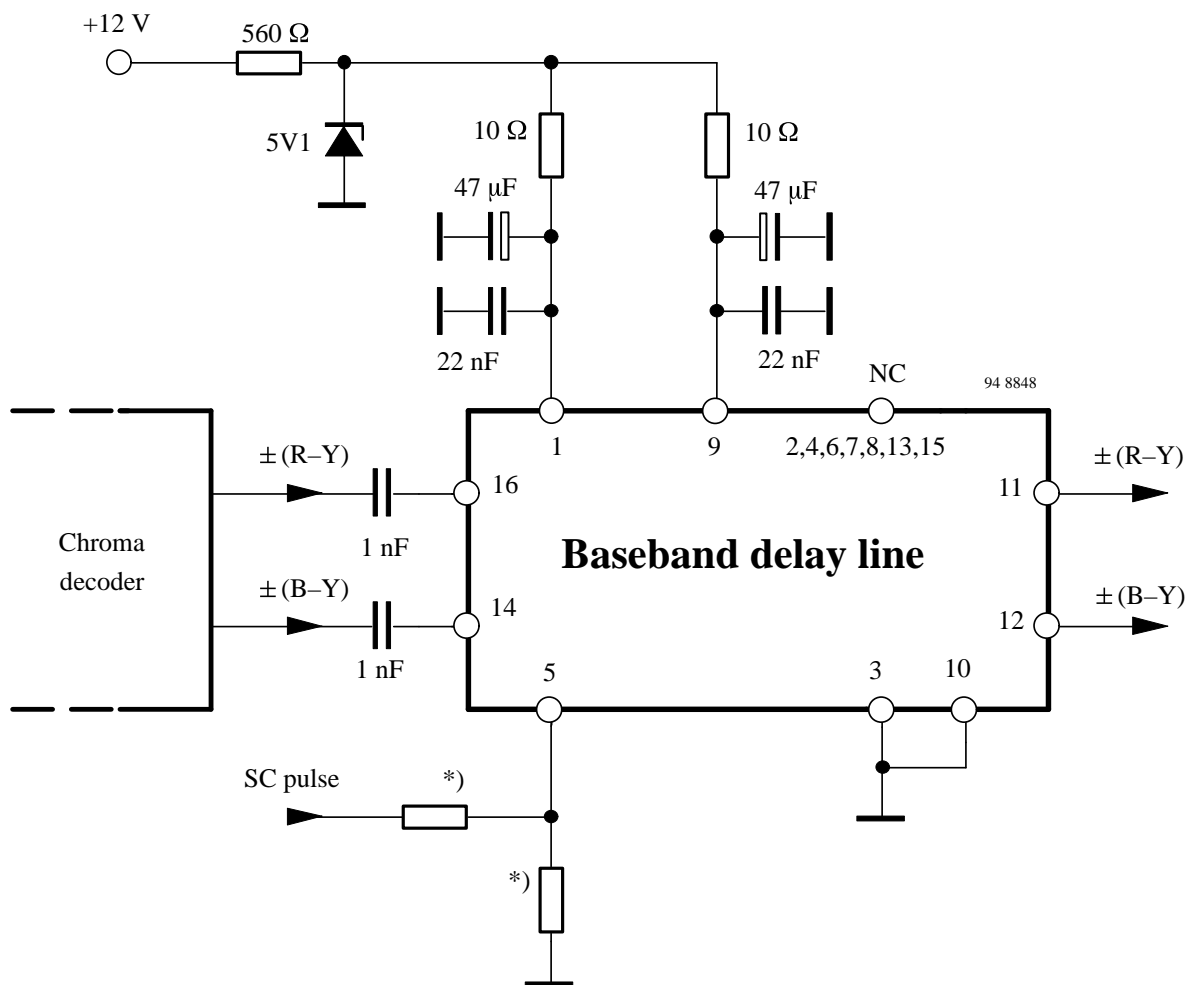 +12 V
560 Ω
5V1
10 Ω
10 Ω
47 μF
47 μF
22 nF
22 nF
NC
94 8848
1
9
2,4,6,7,8,13,15
± (R–Y)
16
11
± (R–Y)
1 nF
Chroma
decoder
Baseband delay line
± (B–Y)
14
12
± (B–Y)
1 nF
5
3
10
SC pulse
*)
*)